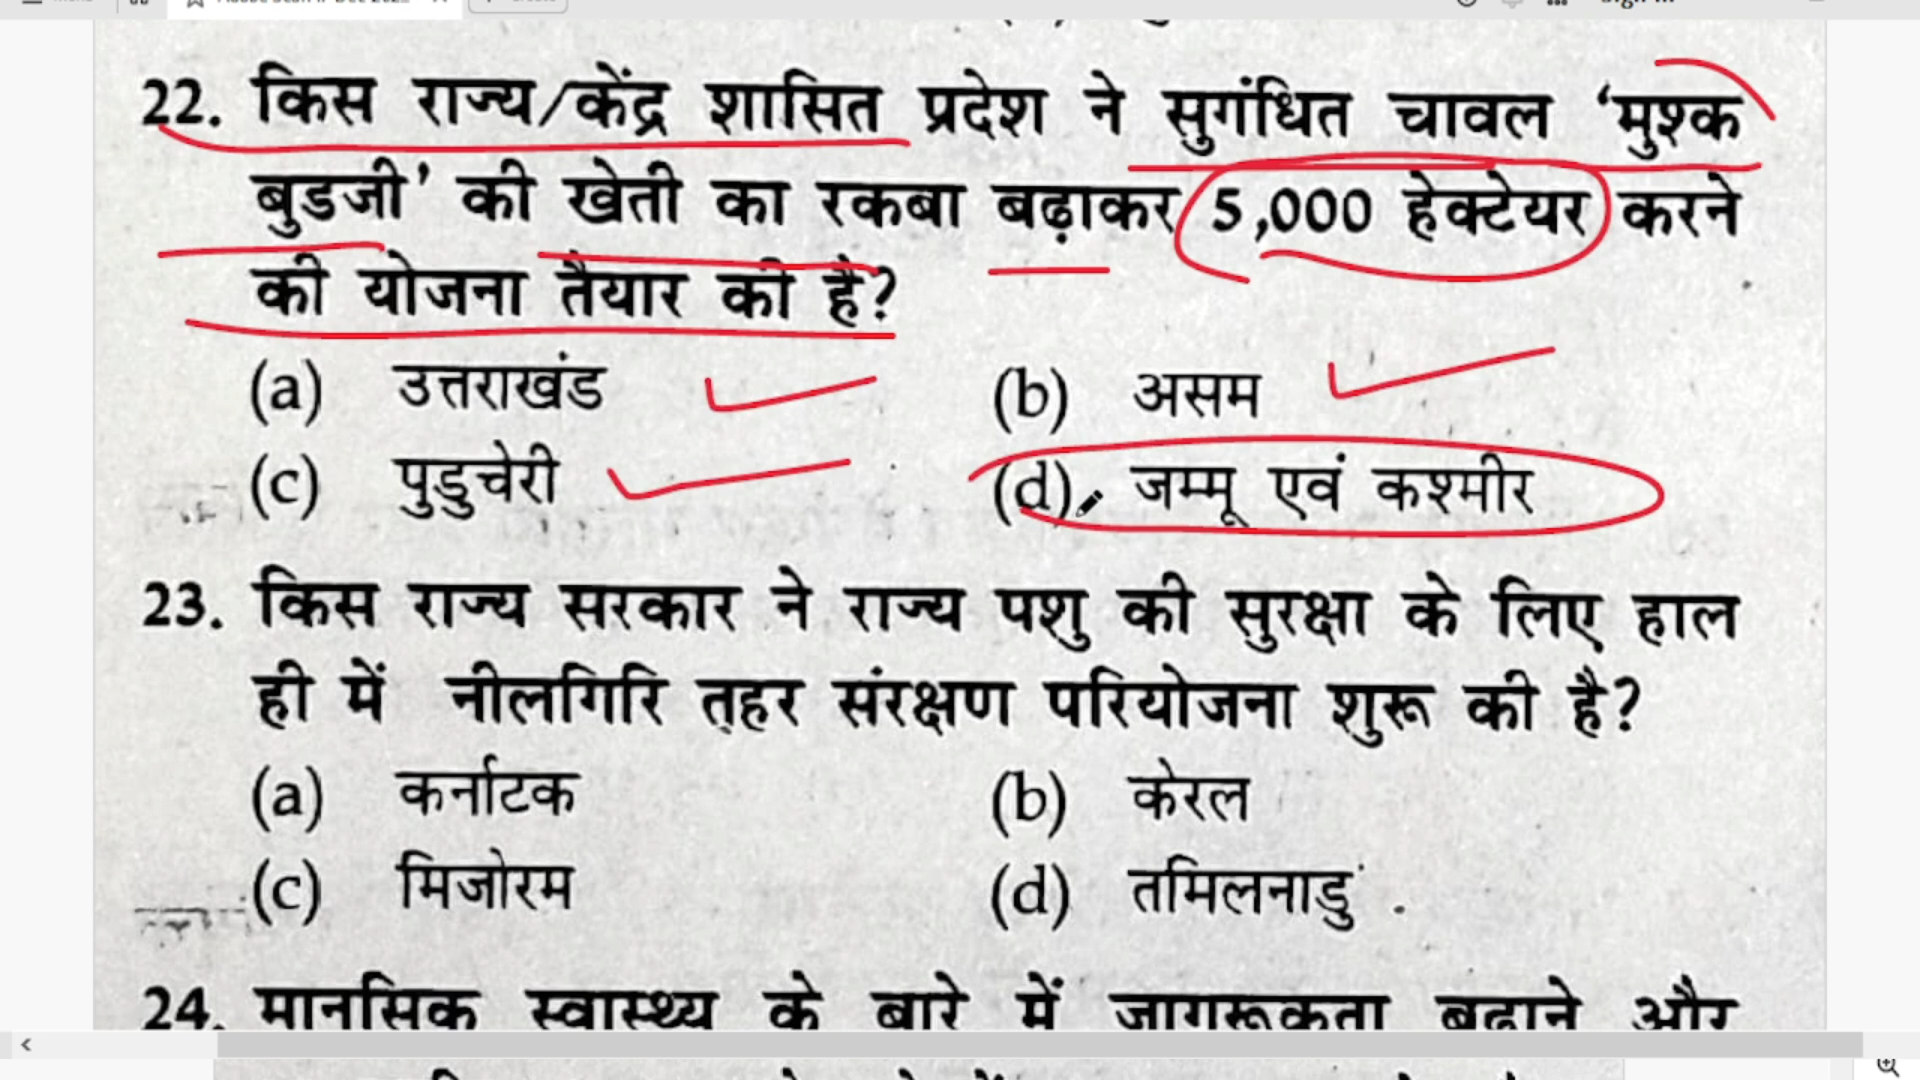 22. किस राज्य/केंद्र शासित प्रदेश ने सुगंधित चावल ‘मुश्क
बुडजी’ की खेती का रकबा बढ़ाकर 5,000 हेक्टेयर करने
की योजना तैयार की है?
(a) उत्तराखंड (b) असम
(c) पुडुचेरी (d) जम्मू एवं कश्मीर
23. किस राज्य सरकार ने राज्य पशु की सुरक्षा के लिए हाल
ही में नीलगिरि तहर संरक्षण परियोजना शुरू की है?
(a) कर्नाटक (b) केरल
(c) मिजोरम (d) तमिलनाडु
24. मानसिक स्वास्थ्य के बारे में जागरूकता बढ़ाने और